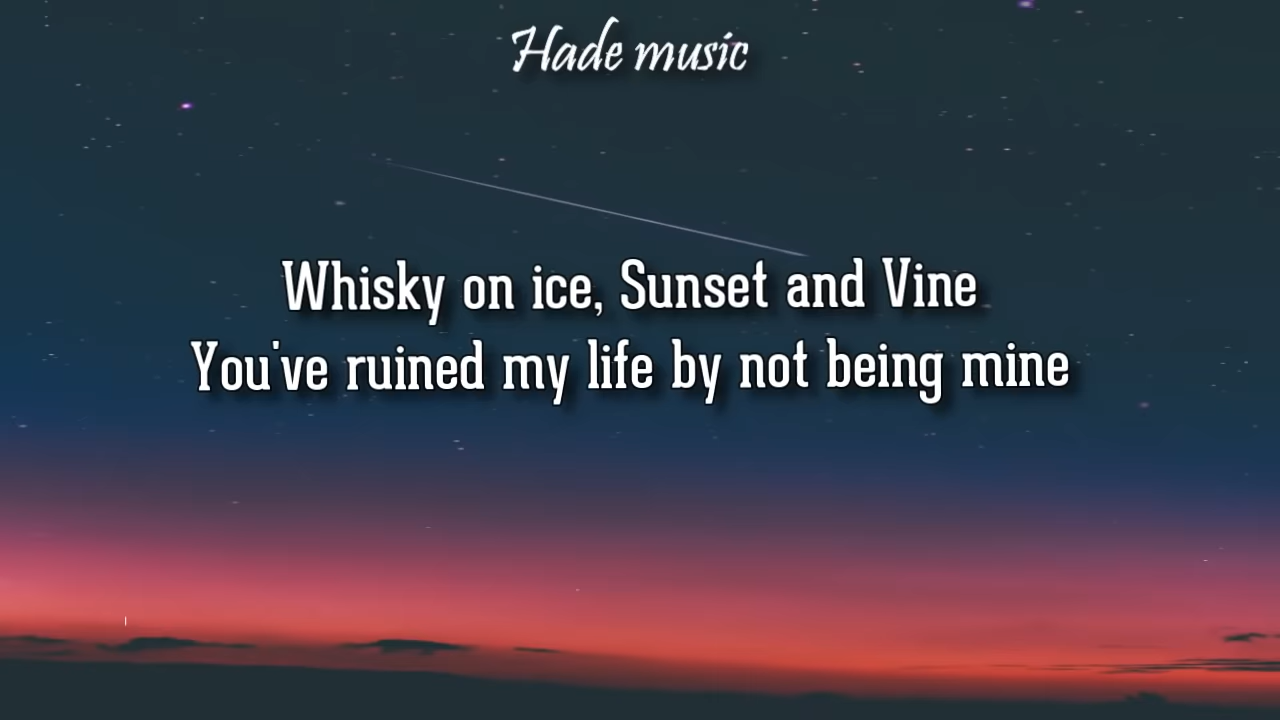 Hade music
Whisky on ice, Sunset and Vine
You've ruined my life by not being mine